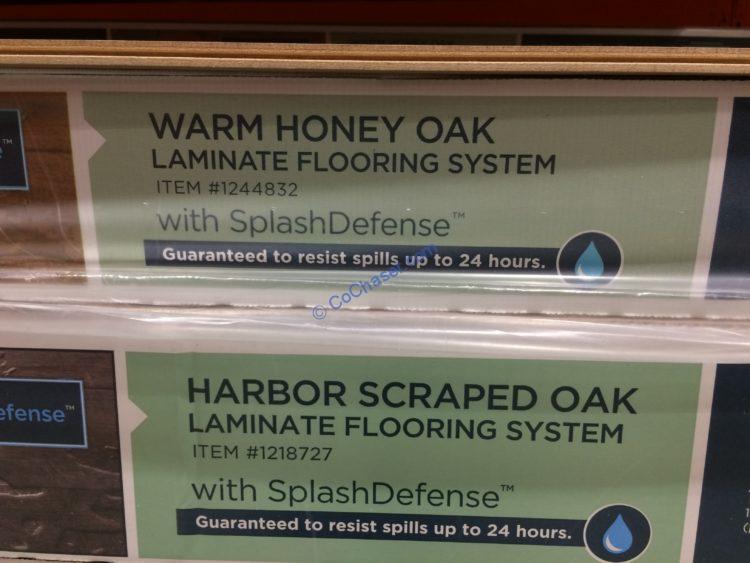 WARM HONEY OAK
LAMINATE FLOORING SYSTEM
ITEM #1244832
with SplashDefense™
Guaranteed to resist spills up to 24 hours.
© CoChaser.com
HARBOR SCRAPED OAK
efense™
LAMINATE FLOORING SYSTEM
ITEM #1218727
with SplashDefense™
Guaranteed to resist spills up to 24 hours.